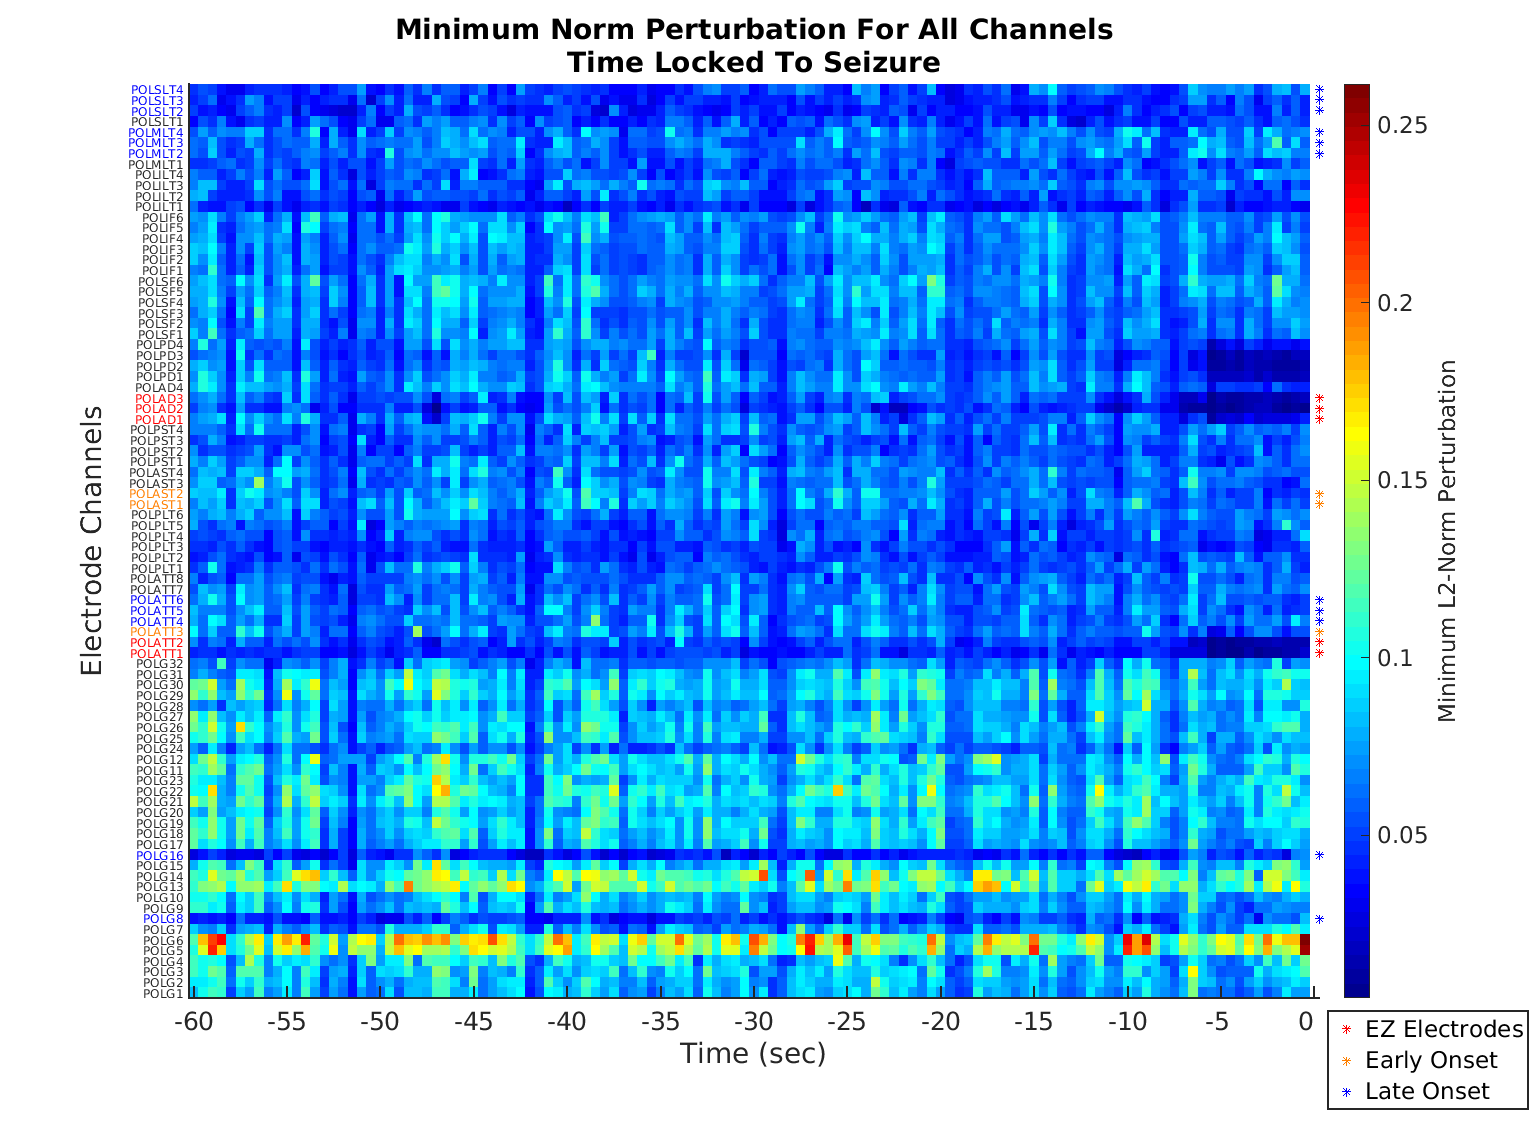 Minimum Norm Perturbation For All Channels
Time Locked To Seizure
Electrode Channels
POLSLT4
POLSLT3
POLSLT2
POLSLT1
POLMLT4
POLMLT3
POLMLT2
POLMLT1
POLILT4
POLILT3
POLILT2
POLILT1
POLIF6
POLIF5
POLIF4
POLIF3
POLIF2
POLIF1
POLSF6
POLSF5
POLSF4
POLSF3
POLSF2
POLSF1
POLPD4
POLPD3
POLPD2
POLPD1
POLAD4
POLAD3
POLAD2
POLAD1
POLPST4
POLPST3
POLPST2
POLPST1
POLAST4
POLAST3
POLAST2
POLAST1
POLPLT6
POLPLT5
POLPLT4
POLPLT3
POLPLT2
POLPLT1
POLATT8
POLATT7
POLATT6
POLATT5
POLATT4
POLATT3
POLATT2
POLATT1
POLG32
POLG31
POLG30
POLG29
POLG28
POLG27
POLG26
POLG25
POLG24
POLG12
POLG11
POLG23
POLG22
POLG21
POLG20
POLG19
POLG18
POLG17
POLG16
POLG15
POLG14
POLG13
POLG10
POLG9
POLG8
POLG7
POLG6
POLG5
POLG4
POLG3
POLG2
POLG1
-60 -55 -50 -45 -40 -35 -30 -25 -20 -15 -10 -5 0
Time (sec)
0.25
0.2
0.15
0.1
0.05
Minimum L2-Norm Perturbation
EZ Electrodes
Early Onset
Late Onset